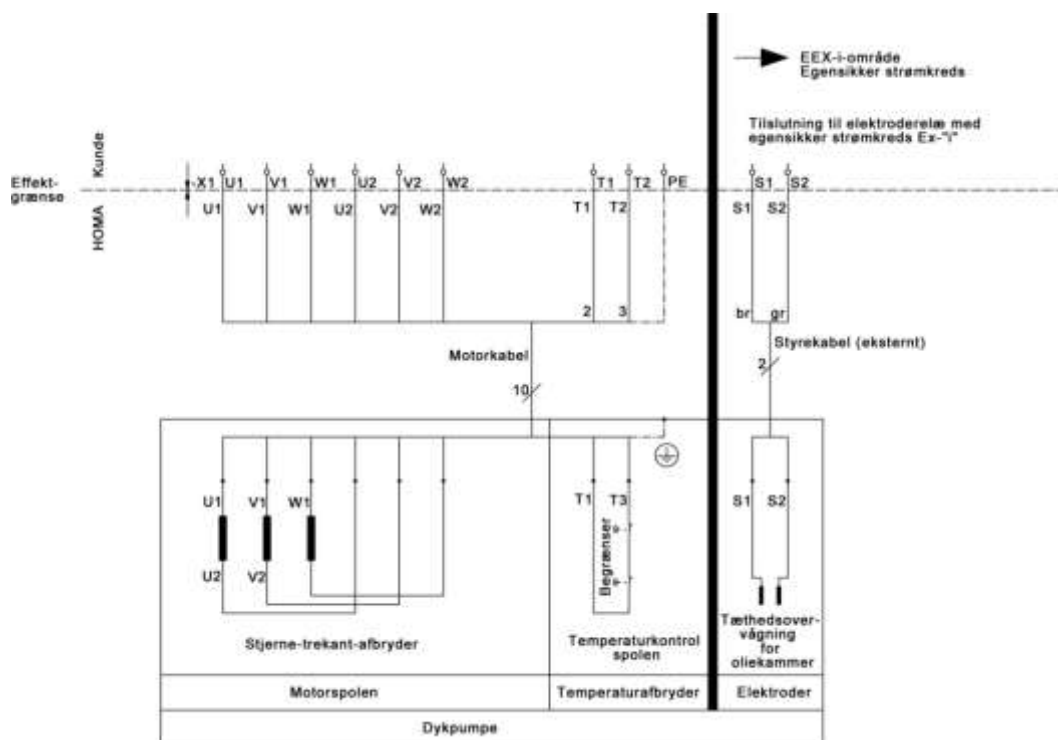 EEX-i-område
Egensikker strømkreds
Tilslutning til elektroderelæ med
egensikker strømkreds Ex-"i"
Kunde
Effekt-
grænse
HOMA
-X1 U1 V1 W1 U2 V2 W2 T1 T2 PE S1 S2
U1 V1 W1 U2 V2 W2 T1 T2 S1 S2
2 3 br gr
Motorkabel
Styrekabel (eksternt)
10
2
U1 V1 W1 T1 T3 S1 S2
Begrænser
U2 V2
Stjerne-trekant-afbryder
Temperaturkontrol
spolen
Tæthedsover-
vågning
for
oliekammer
Motorspolen
Temperaturafbryder
Elektroder
Dykpumpe